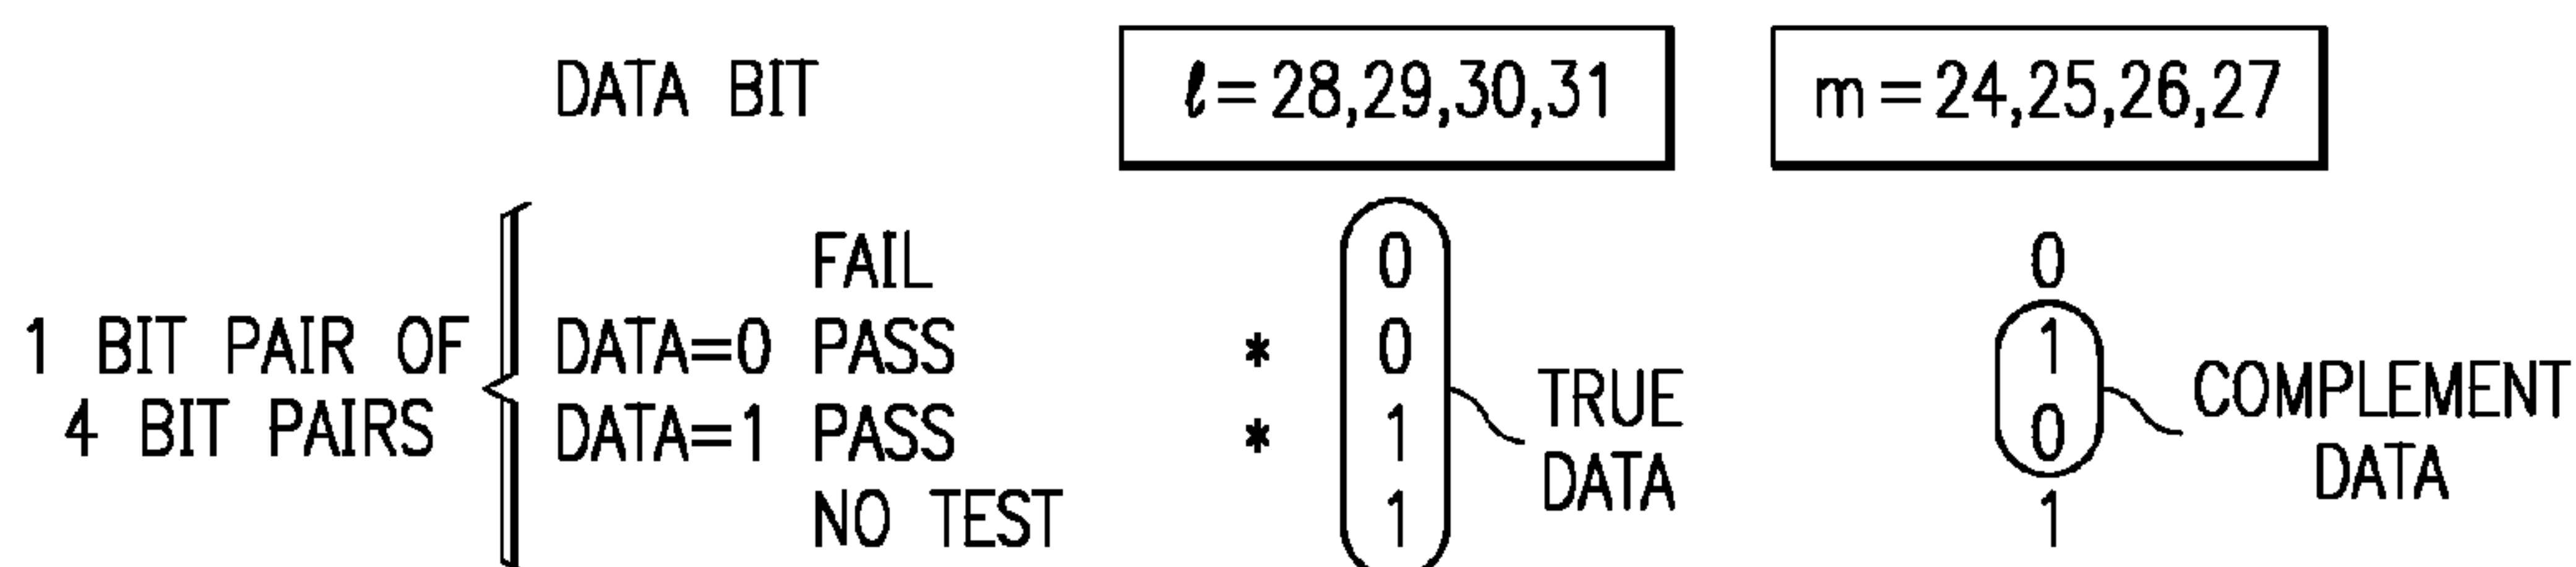 DATA BIT ℓ=28,29,30,31 m=24,25,26,27
FAIL 0 0
1 BIT PAIR OF DATA=0 PASS * 0 1
4 BIT PAIRS DATA=1 PASS * 1 0
NO TEST 1 1
TRUE
DATA
COMPLEMENT
DATA